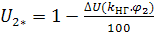 U₂* = 1 − ΔU(kНГ.φ₂)/100